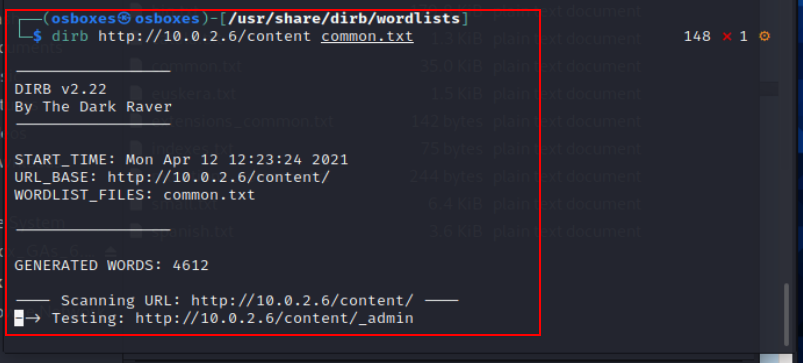 (osboxes㉿osboxes)-[/usr/share/dirb/wordlists]
$ dirb http://10.0.2.6/content common.txt 148 ⨯ 1 ⚙
DIRB v2.22
By The Dark Raver
START_TIME: Mon Apr 12 12:23:24 2021
URL_BASE: http://10.0.2.6/content/
WORDLIST_FILES: common.txt
GENERATED WORDS: 4612
---- Scanning URL: http://10.0.2.6/content/ ----
--> Testing: http://10.0.2.6/content/_admin